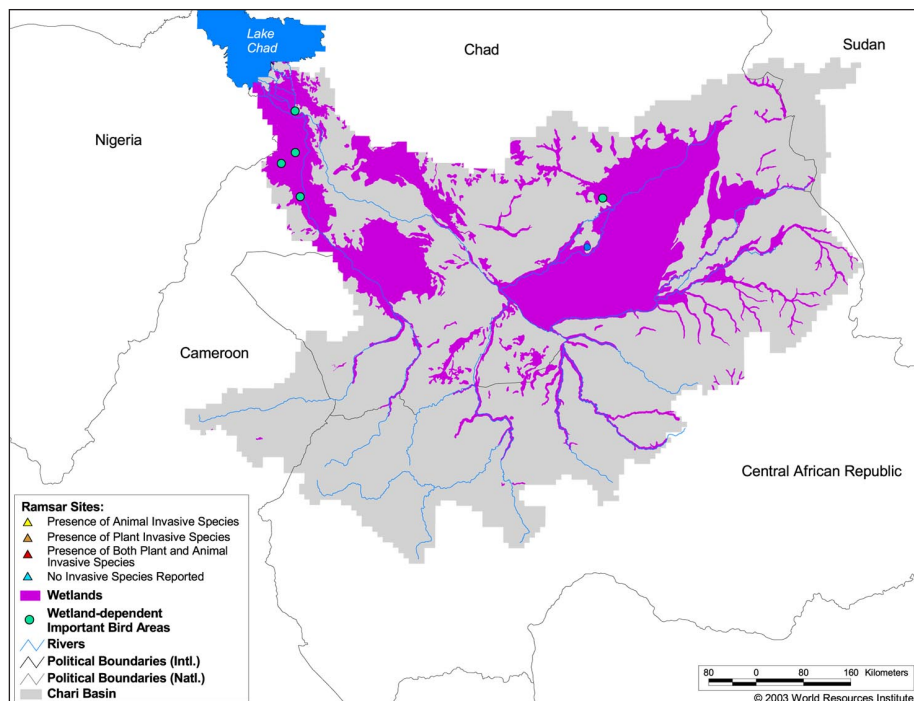 Lake
Chad
Chad
Sudan
Nigeria
Cameroon
Central African Republic
Ramsar Sites:
Presence of Animal Invasive Species
Presence of Plant Invasive Species
Presence of Both Plant and Animal
Invasive Species
No Invasive Species Reported
Wetlands
Wetland-dependent
Important Bird Areas
Rivers
Political Boundaries (Intl.)
Political Boundaries (Natl.)
Chari Basin
80 0 80 160 Kilometers
© 2003 World Resources Institute